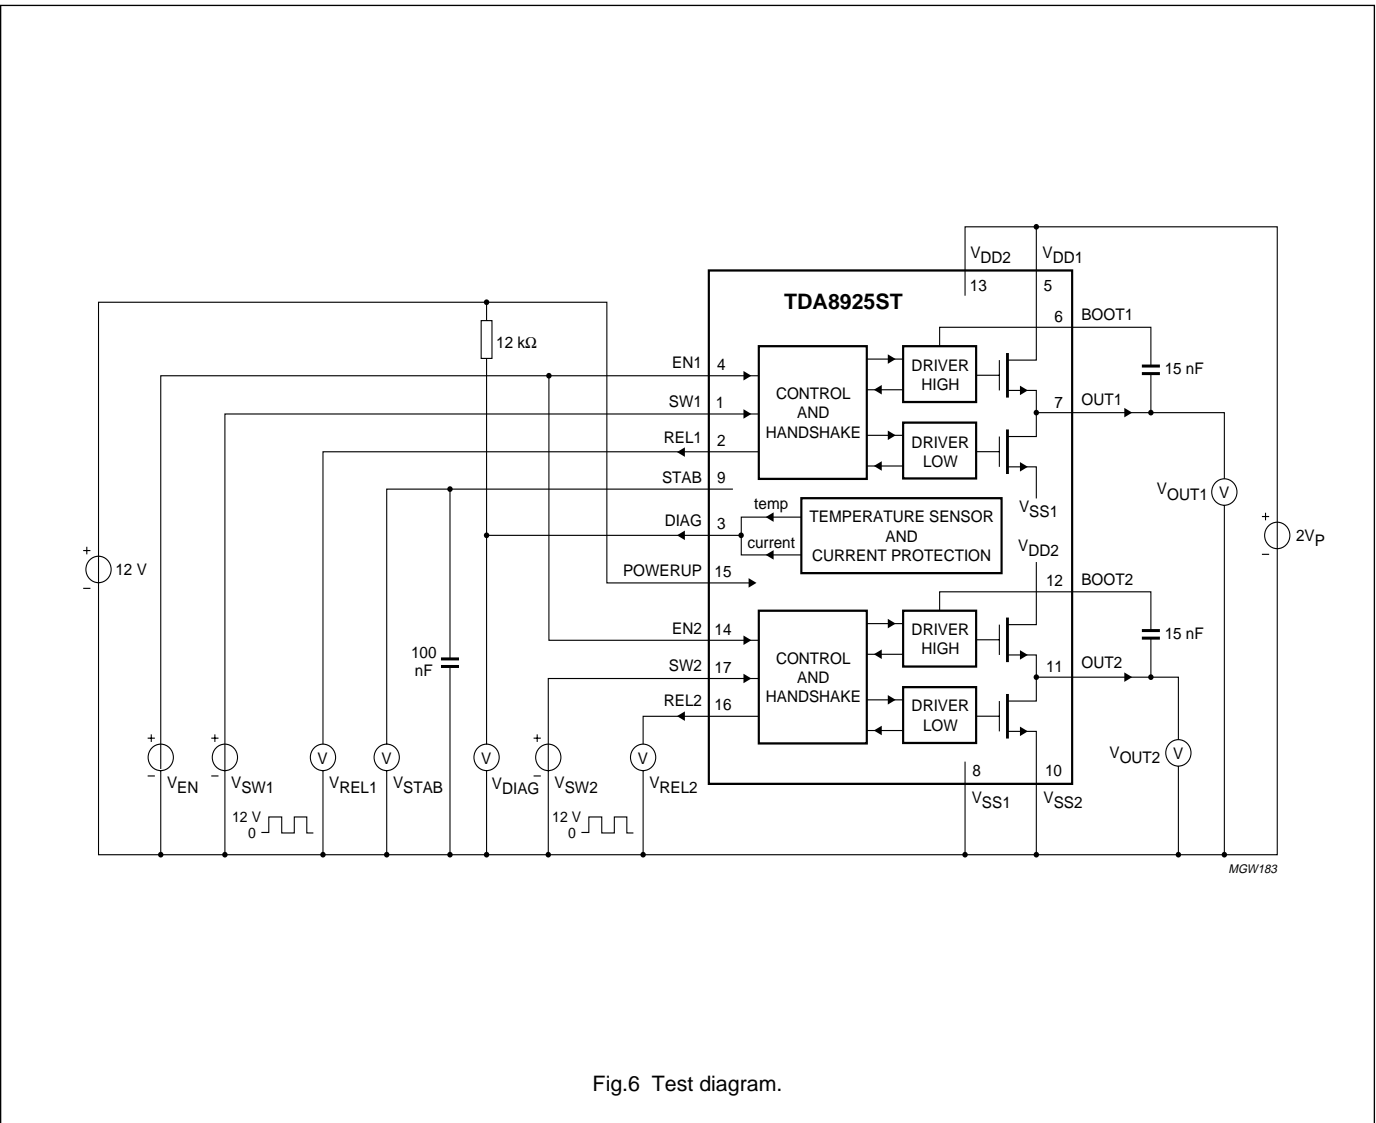 VDD2 VDD1
13 5
TDA8925ST
6 BOOT1
12 kΩ
EN1 4
CONTROL
AND
HANDSHAKE
DRIVER
HIGH
15 nF
SW1 1
7 OUT1
REL1 2
DRIVER
LOW
STAB 9
VOUT1 V
VSS1
temp
DIAG 3
current
TEMPERATURE SENSOR
AND
CURRENT PROTECTION
+
2VP
−
VDD2
+
12 V
−
POWERUP 15
12 BOOT2
EN2 14
CONTROL
AND
HANDSHAKE
DRIVER
HIGH
15 nF
100
nF
SW2 17
11 OUT2
REL2 16
DRIVER
LOW
VOUT2 V
+
−
VEN
+
−
VSW1
V
VREL1
V
VSTAB
V
VDIAG
+
−
VSW2
V
VREL2
8 10
VSS1 VSS2
12 V
0
12 V
0
MGW183
Fig.6 Test diagram.